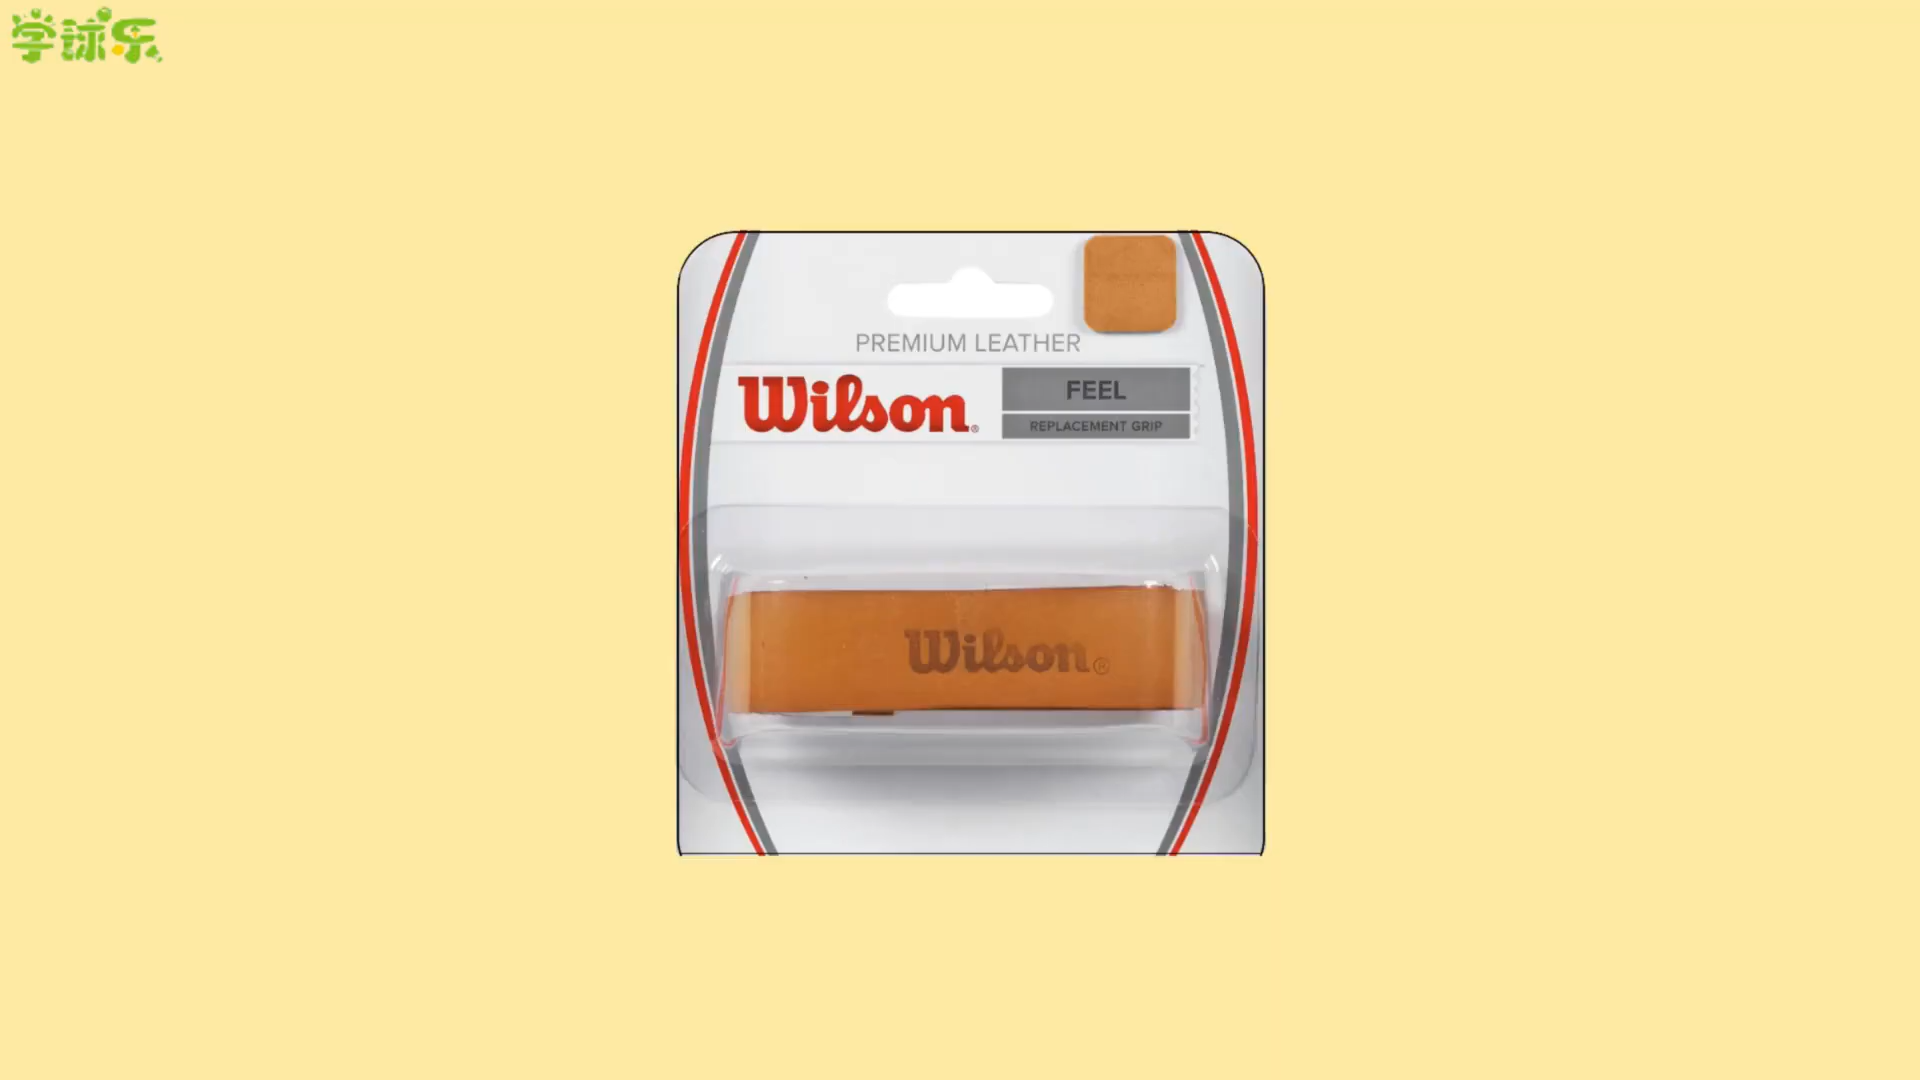 学球乐
PREMIUM LEATHER
Wilson®
FEEL
REPLACEMENT GRIP
Wilson®